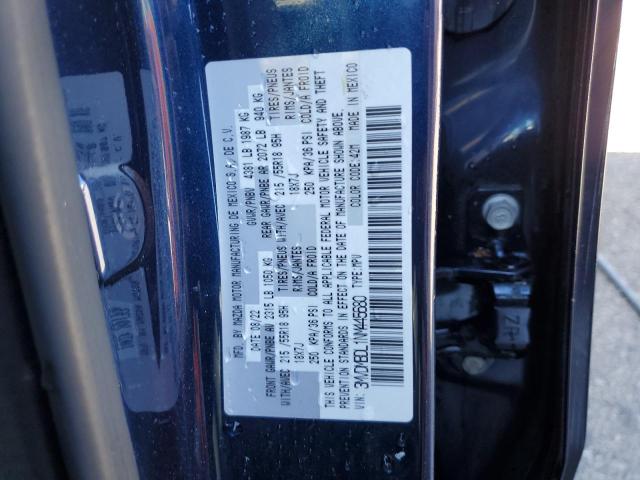 MFD. BY MAZDA MOTOR MANUFACTURING DE MEXICO S.A. DE C.V.
DATE 08/22 GVWR/PNBV 4381 LB 1987 KG
FRONT GAWR/PNBE AV 2315 LB 1050 KG REAR GAWR/PNBE AR 2072 LB 940 KG
WITH/AVEC 215/55R18 95H TIRES/PNEUS WITH/AVEC 215/55R18 95H TIRES/PNEUS
18X7J RIMS/JANTES 18X7J RIMS/JANTES
250 KPA/36 PSI COLD/A FROID 250 KPA/36 PSI COLD/A FROID
THIS VEHICLE CONFORMS TO ALL APPLICABLE FEDERAL MOTOR VEHICLE SAFETY AND THEFT
PREVENTION STANDARDS IN EFFECT ON THE DATE OF MANUFACTURE SHOWN ABOVE.
COLOR CODE:42M MADE IN MEXICO
VIN: TYPE:MPV